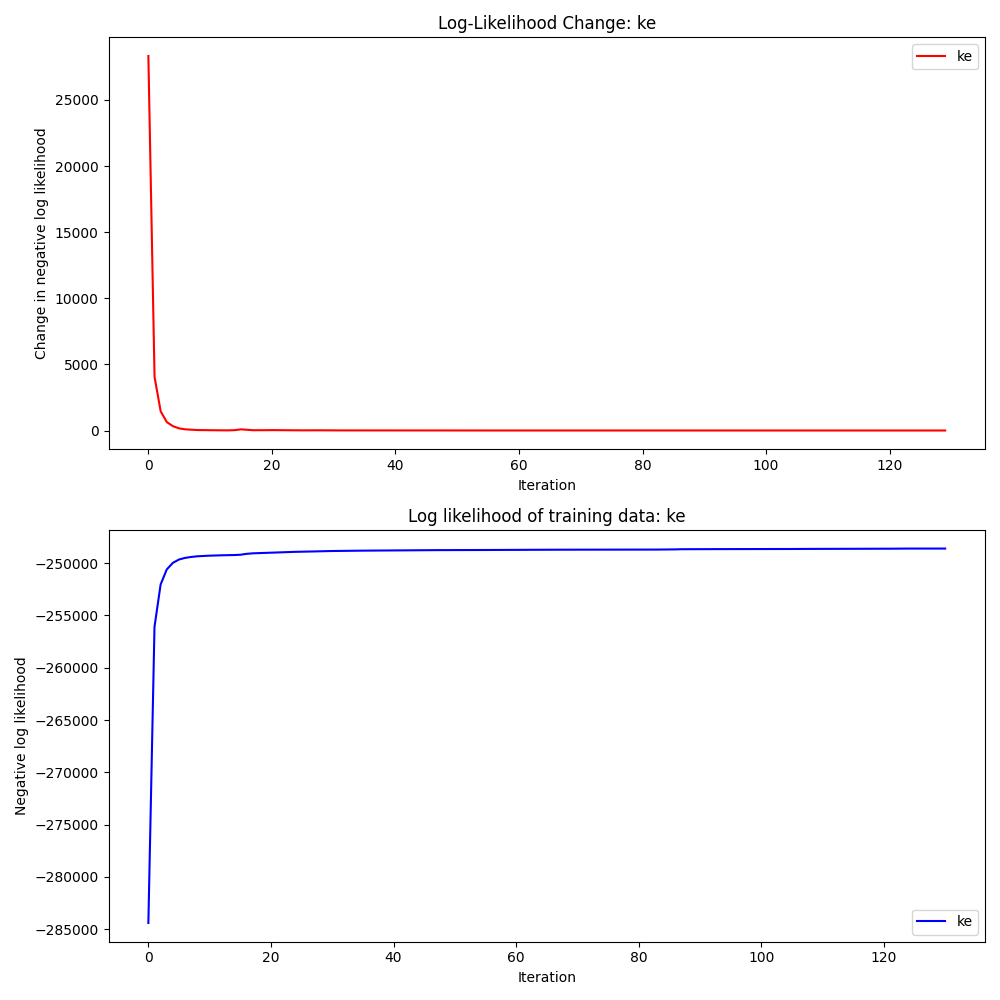 Log-Likelihood Change: ke
ke
25000
20000
15000
10000
5000
0
Change in negative log likelihood
0 20 40 60 80 100 120
Iteration
Log likelihood of training data: ke
−250000
−255000
−260000
−265000
−270000
−275000
−280000
−285000
Negative log likelihood
ke
0 20 40 60 80 100 120
Iteration